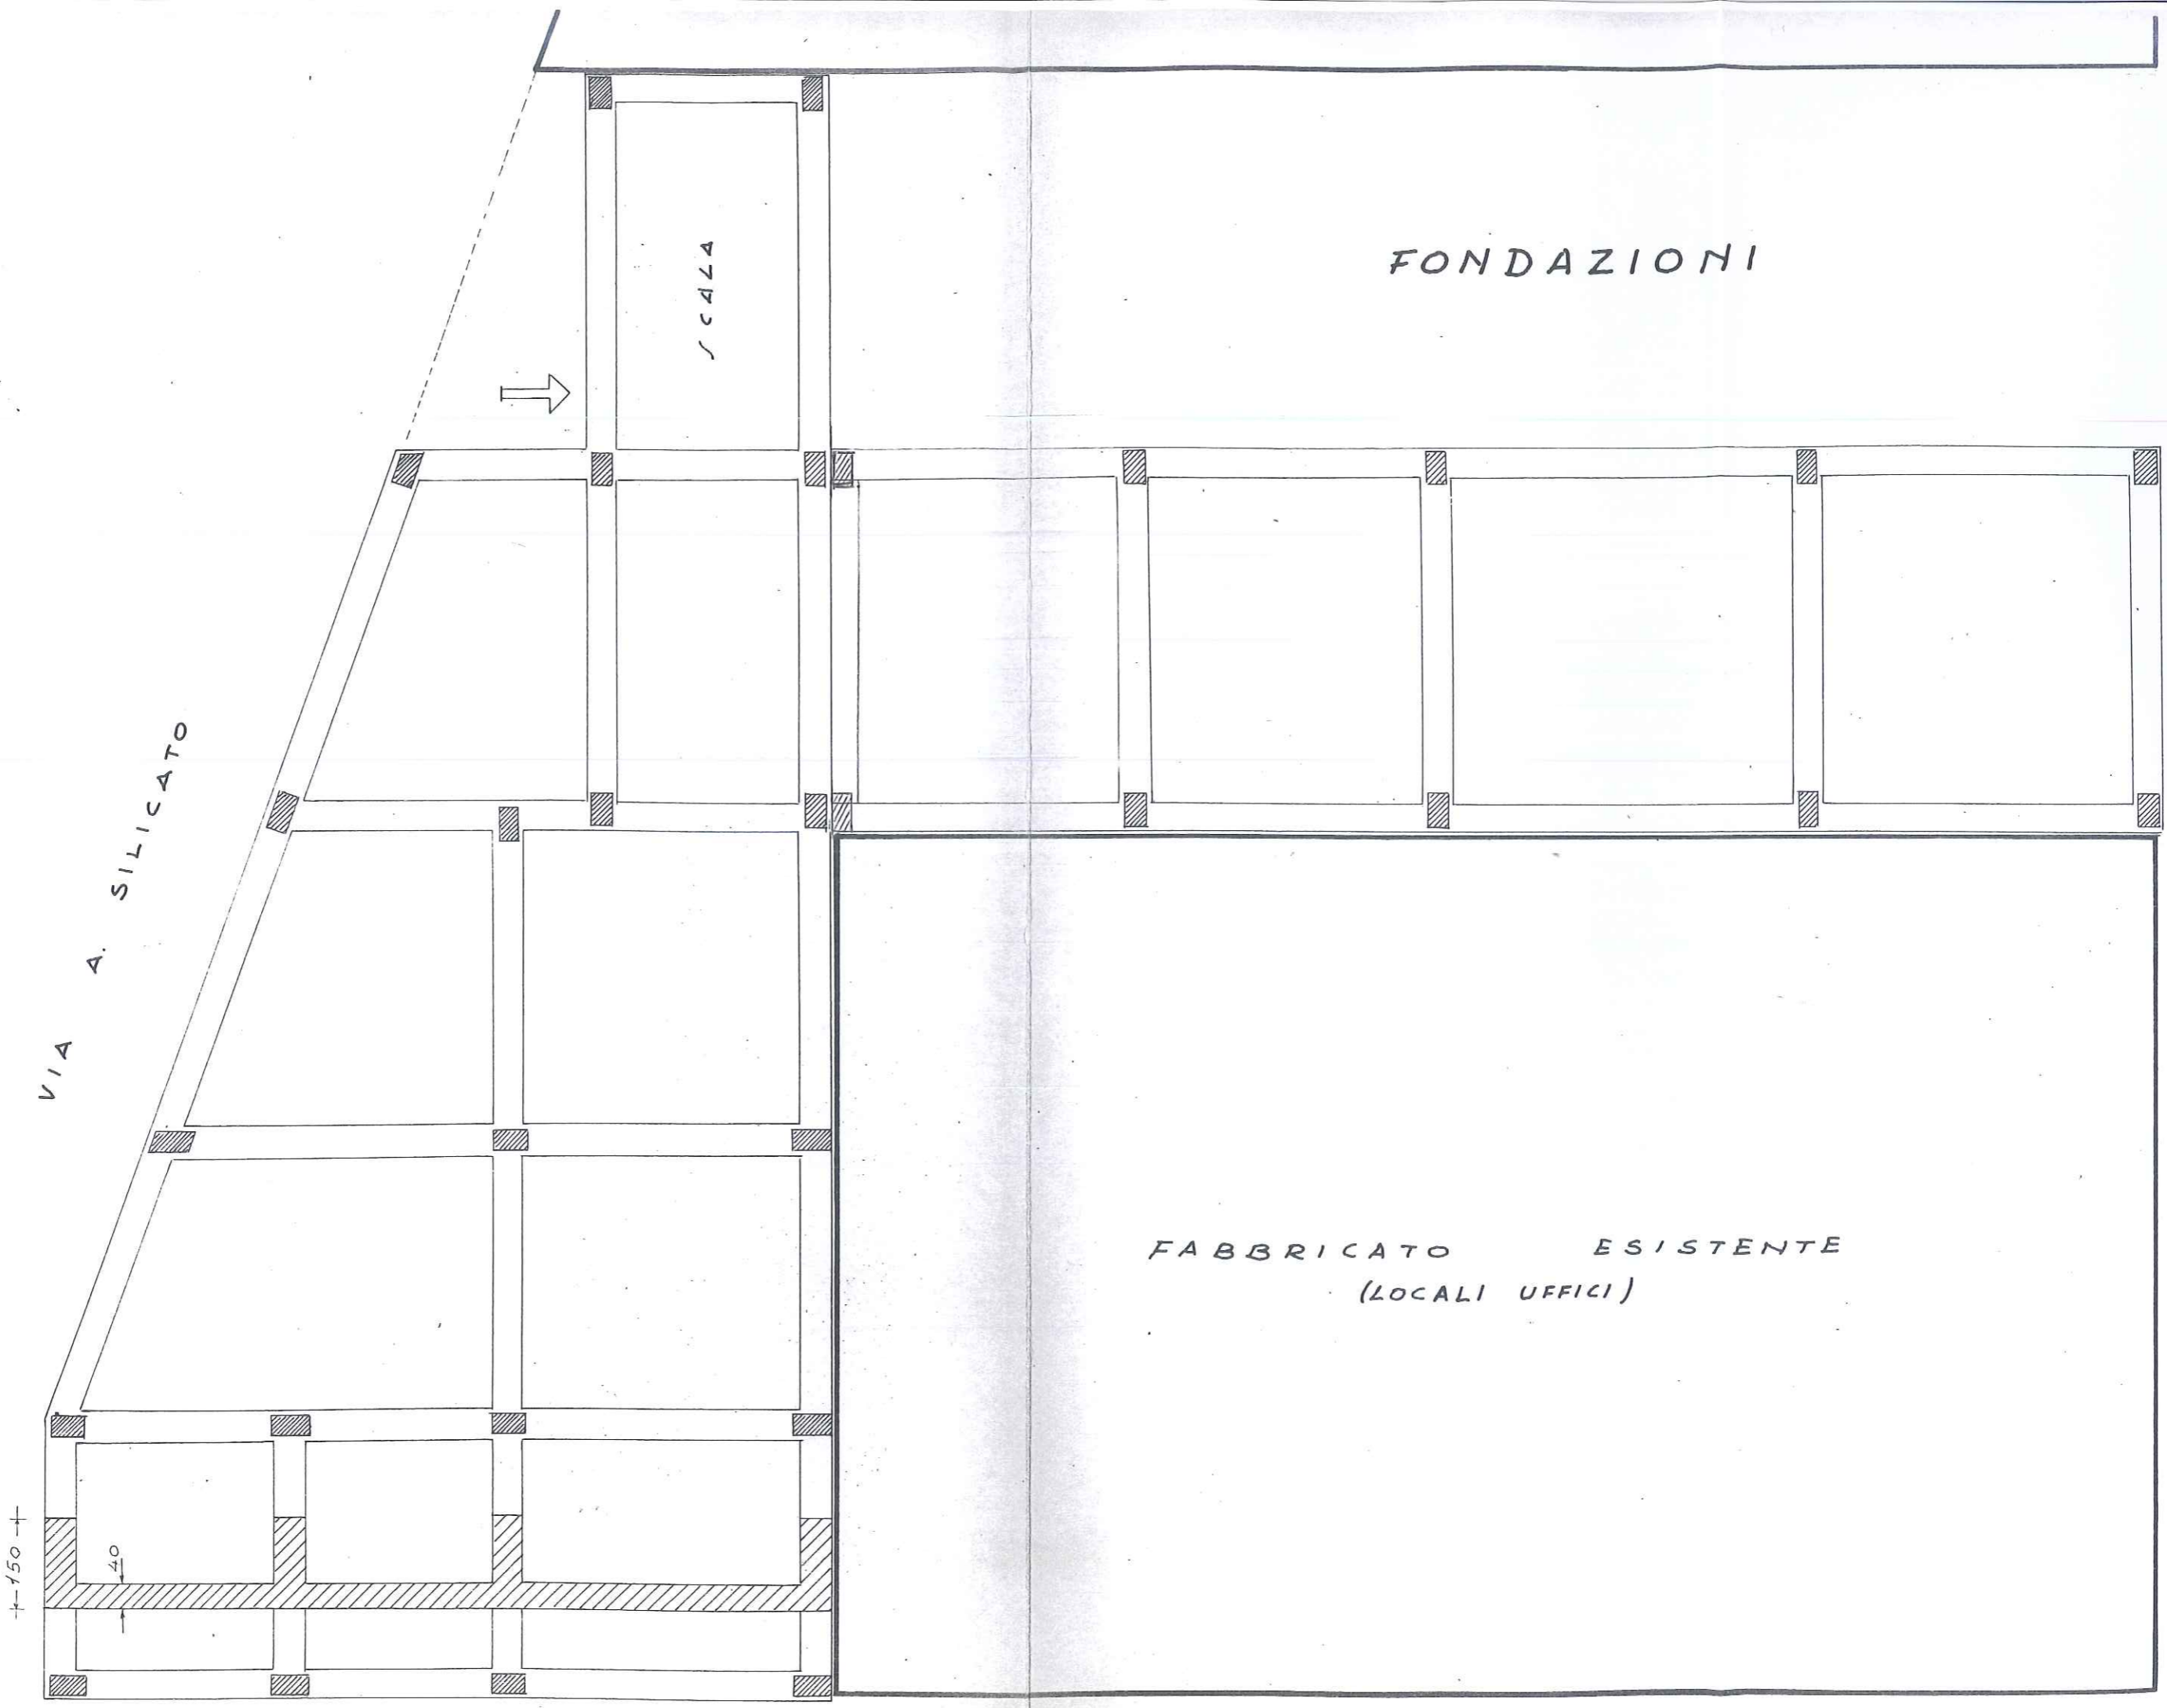 FONDAZIONI
SCALA
VIA A. SILICATO
FABBRICATO ESISTENTE
(LOCALI UFFICI)
150
40